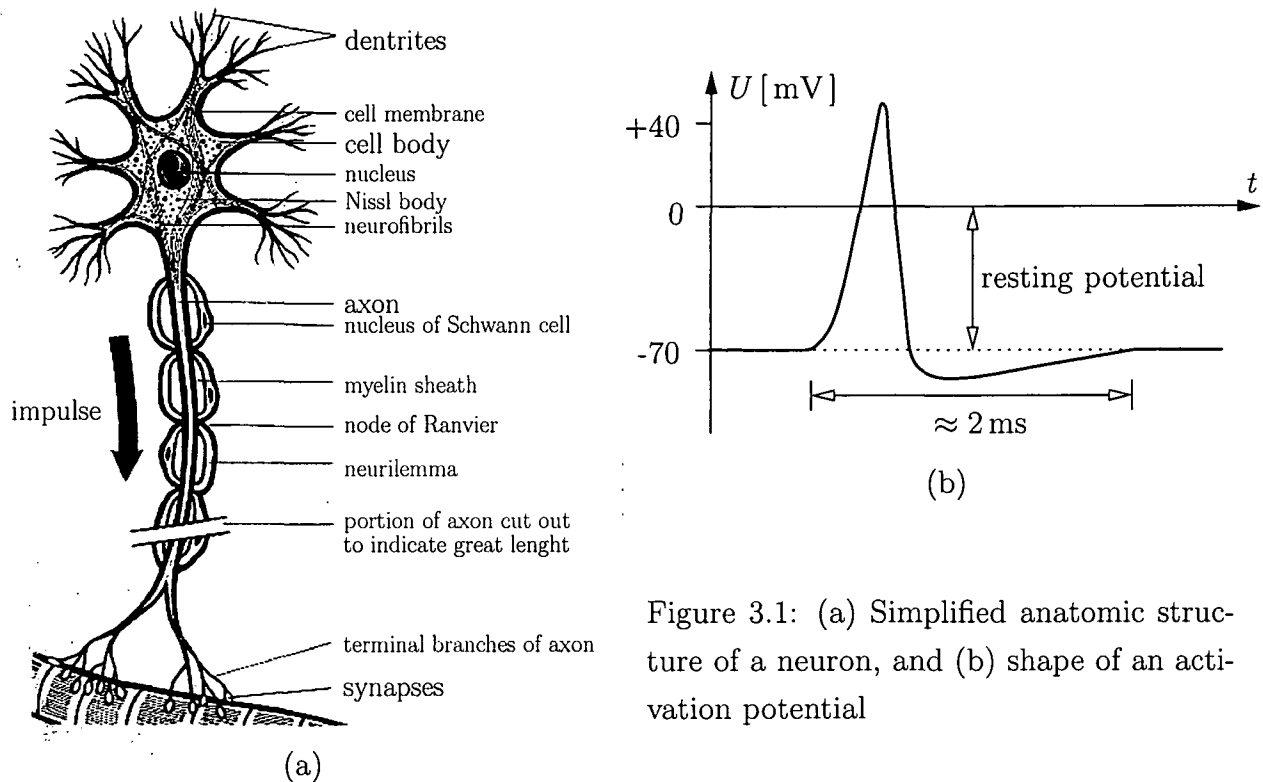 dentrites
cell membrane
cell body
nucleus
Nissl body
neurofibrils
axon
nucleus of Schwann cell
impulse
myelin sheath
node of Ranvier
neurilemma
portion of axon cut out
to indicate great lenght
terminal branches of axon
synapses
(a)
U [mV]
+40
t
0
resting potential
-70
≈ 2 ms
(b)
Figure 3.1: (a) Simplified anatomic struc-
ture of a neuron, and (b) shape of an acti-
vation potential